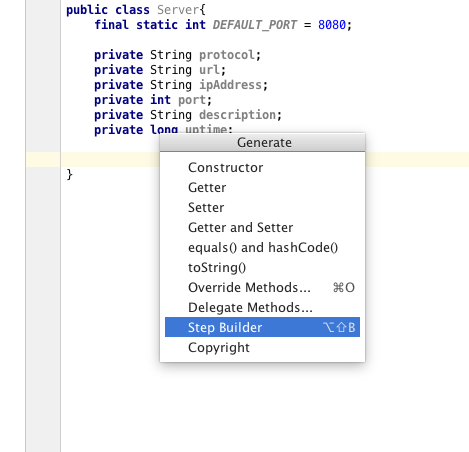 public class Server{
final static int DEFAULT_PORT = 8080;
private String protocol;
private String url;
private String ipAddress;
private int port;
private String description;
private long uptime;
}
Generate
Constructor
Getter
Setter
Getter and Setter
equals() and hashCode()
toString()
Override Methods... ⌘O
Delegate Methods...
Step Builder ⌥⇧B
Copyright